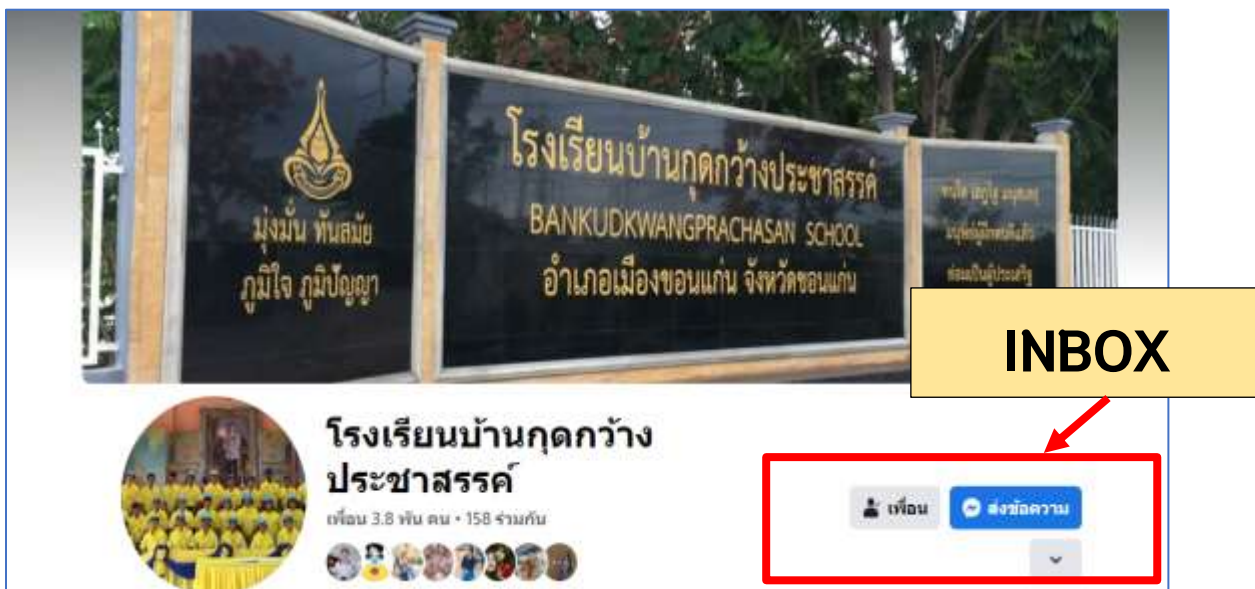 มุ่งมั่น ทันสมัย
ภูมิใจ ภูมิปัญญา
โรงเรียนบ้านกุดกว้างประชาสรรค์
BANKUDKWANGPRACHASAN SCHOOL
อำเภอเมืองขอนแก่น จังหวัดขอนแก่น
INBOX
โรงเรียนบ้านกุดกว้าง
ประชาสรรค์
เพื่อน 3.8 พัน คน • 158 ร่วมกัน
เพื่อน
ส่งข้อความ